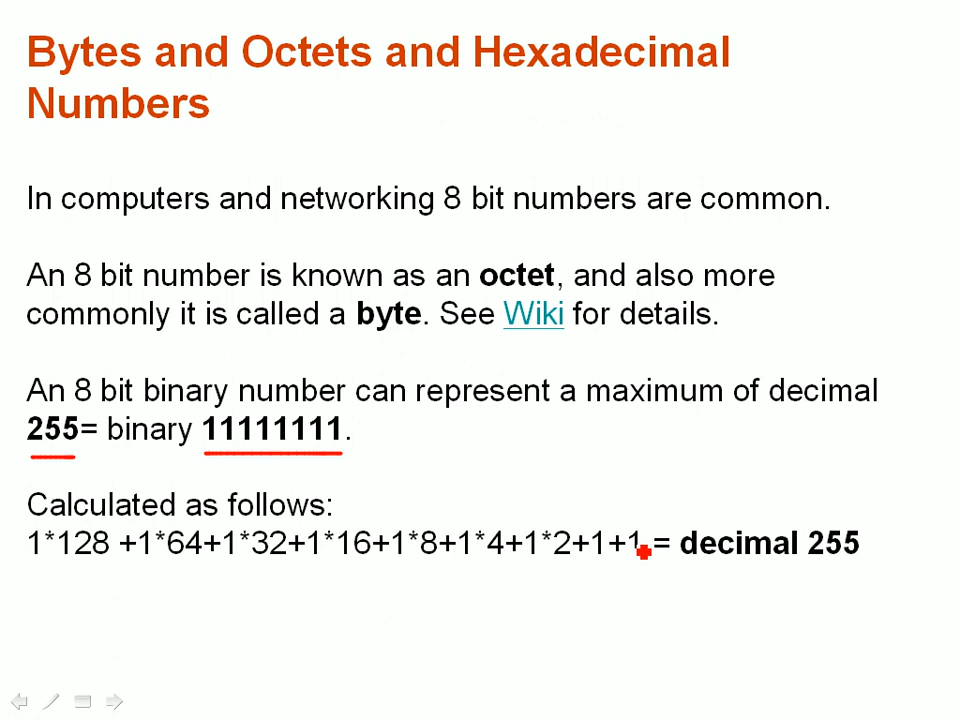 Bytes and Octets and Hexadecimal
Numbers
In computers and networking 8 bit numbers are common.
An 8 bit number is known as an octet, and also more
commonly it is called a byte. See Wiki for details.
An 8 bit binary number can represent a maximum of decimal
255= binary 11111111.
Calculated as follows:
1*128 +1*64+1*32+1*16+1*8+1*4+1*2+1+1 = decimal 255